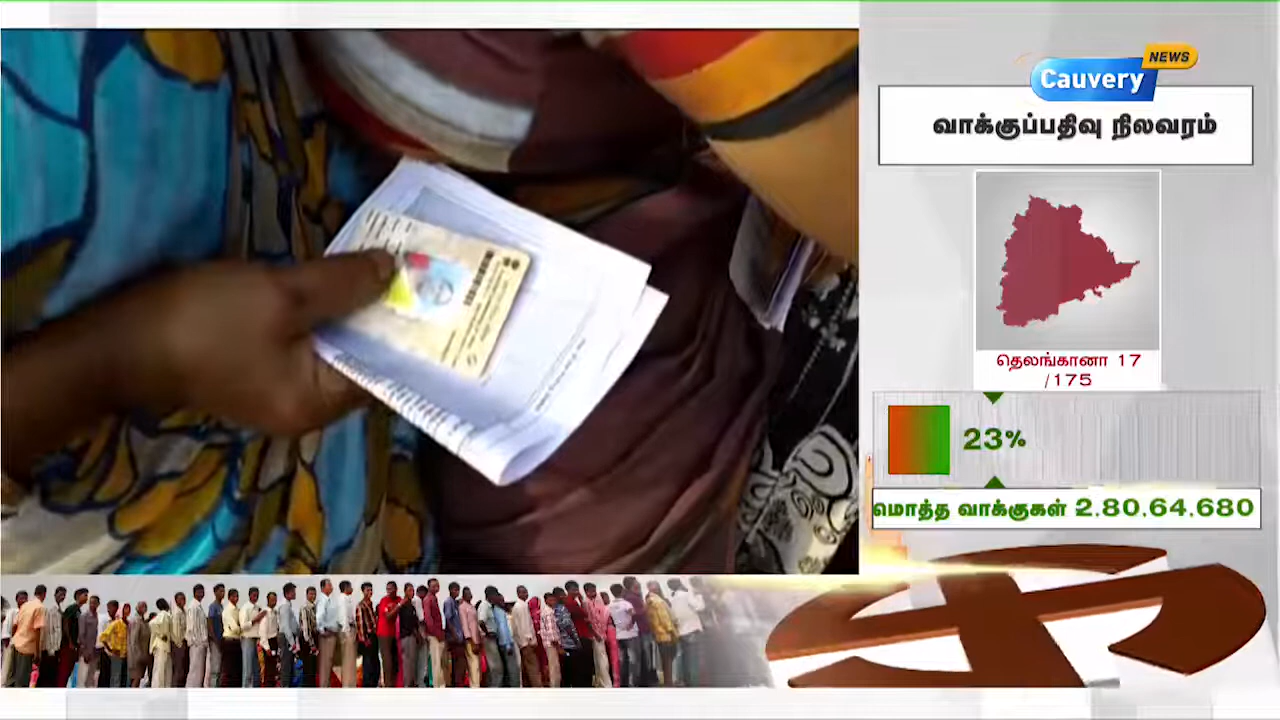 NEWS
Cauvery
வாக்குப்பதிவு நிலவரம்
தெலங்கானா 17
/175
23%
மொத்த வாக்குகள் 2.80.64.680